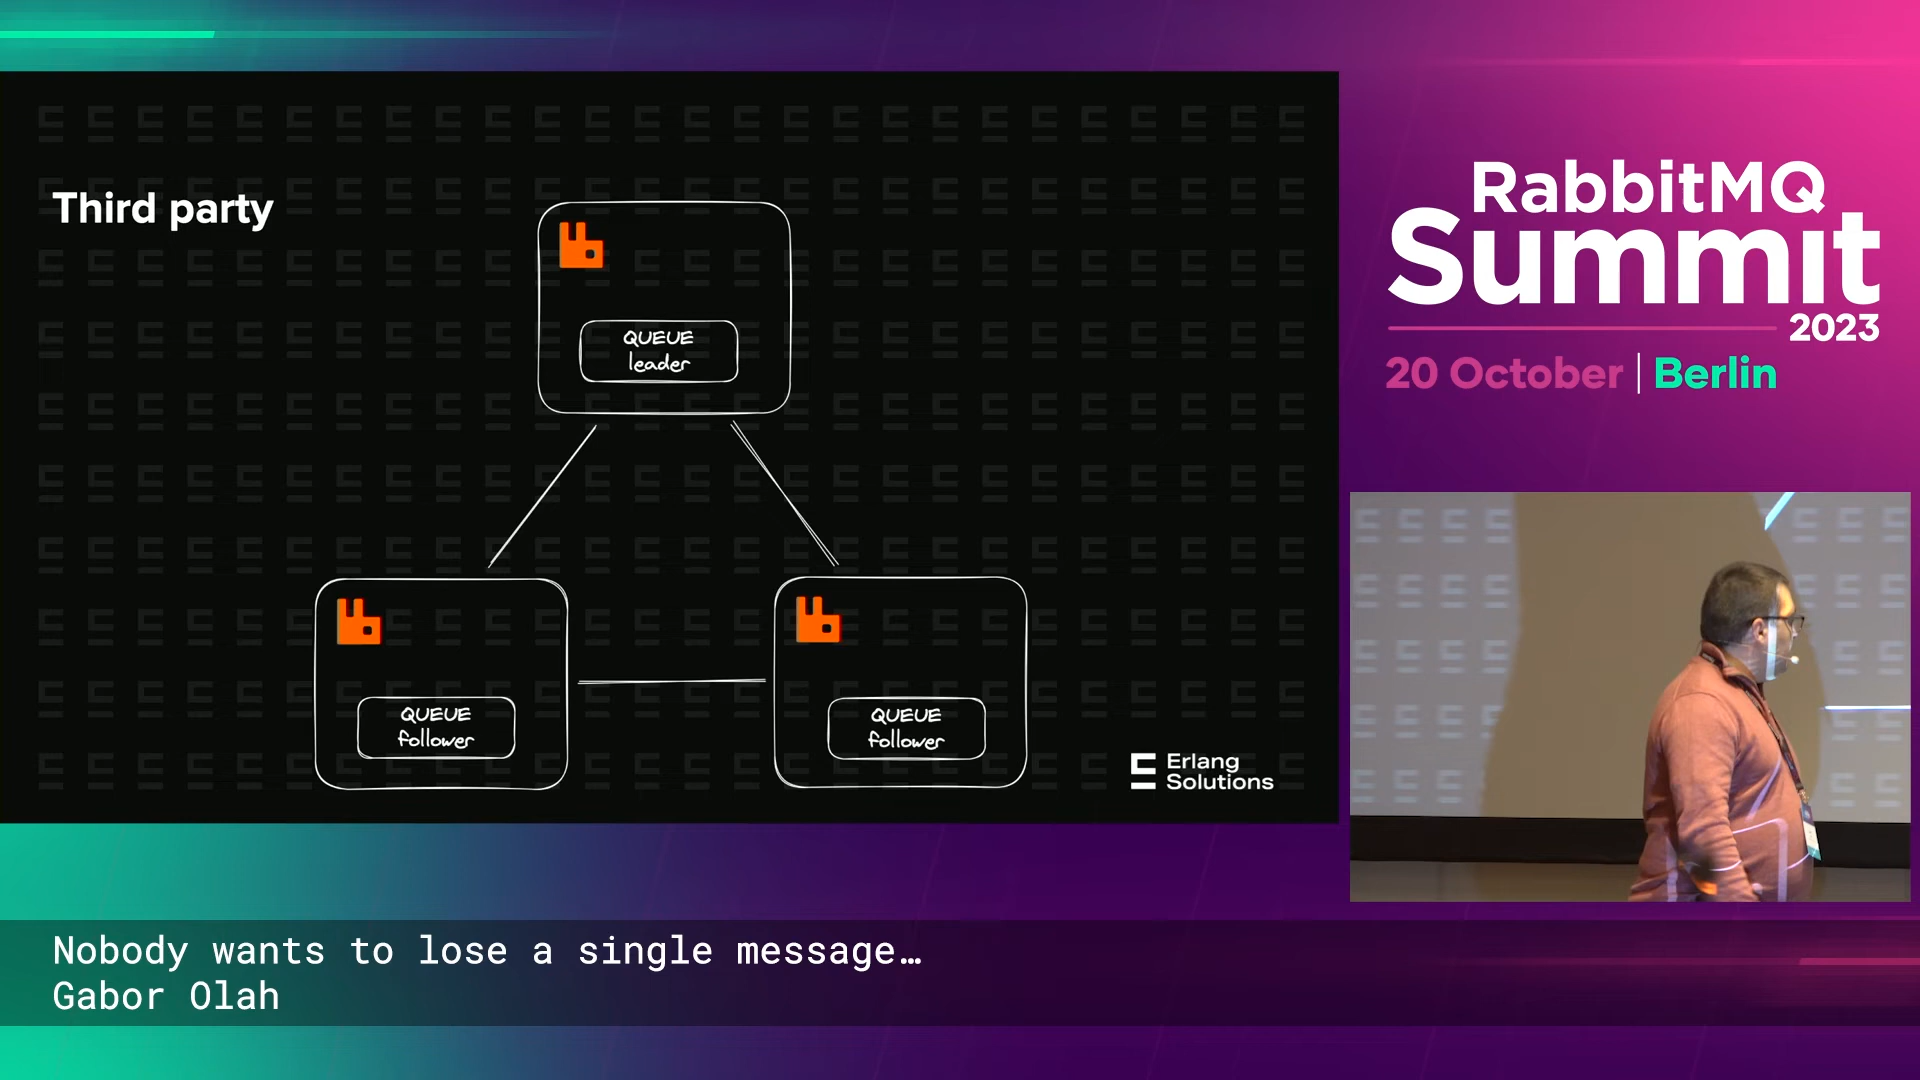 Third party
QUEUE
leader
QUEUE
follower
QUEUE
follower
Erlang
Solutions
RabbitMQ
Summit
2023
20 October | Berlin
Nobody wants to lose a single message…
Gabor Olah